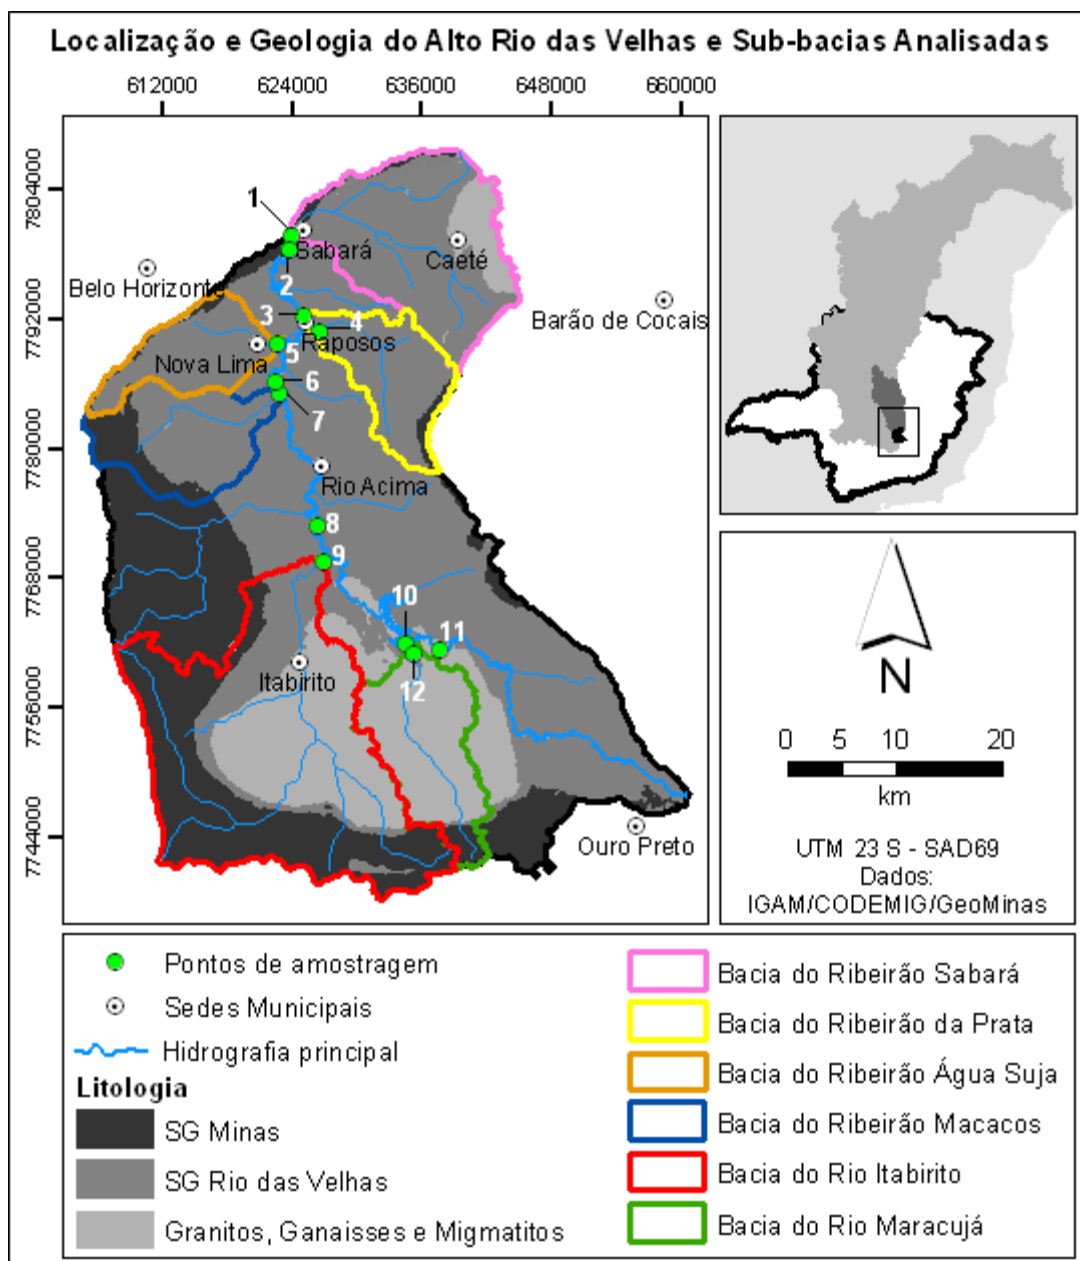 Localização e Geologia do Alto Rio das Velhas e Sub-bacias Analisadas
612000 624000 636000 648000 660000
7804000
7792000
7780000
7768000
7756000
7744000
1
Sabará
Caeté
2
Belo Horizonte
3
4
Barão de Cocais
Raposos
Nova Lima
5
6
7
Rio Acima
8
9
10
11
Itabirito
12
Ouro Preto
N
0 5 10 20
km
UTM 23 S - SAD69
Dados:
IGAM/CODEMIG/GeoMinas
Pontos de amostragem
Sedes Municipais
Hidrografia principal
Litologia
SG Minas
SG Rio das Velhas
Granitos, Ganaisses e Migmatitos
Bacia do Ribeirão Sabará
Bacia do Ribeirão da Prata
Bacia do Ribeirão Água Suja
Bacia do Ribeirão Macacos
Bacia do Rio Itabirito
Bacia do Rio Maracujá